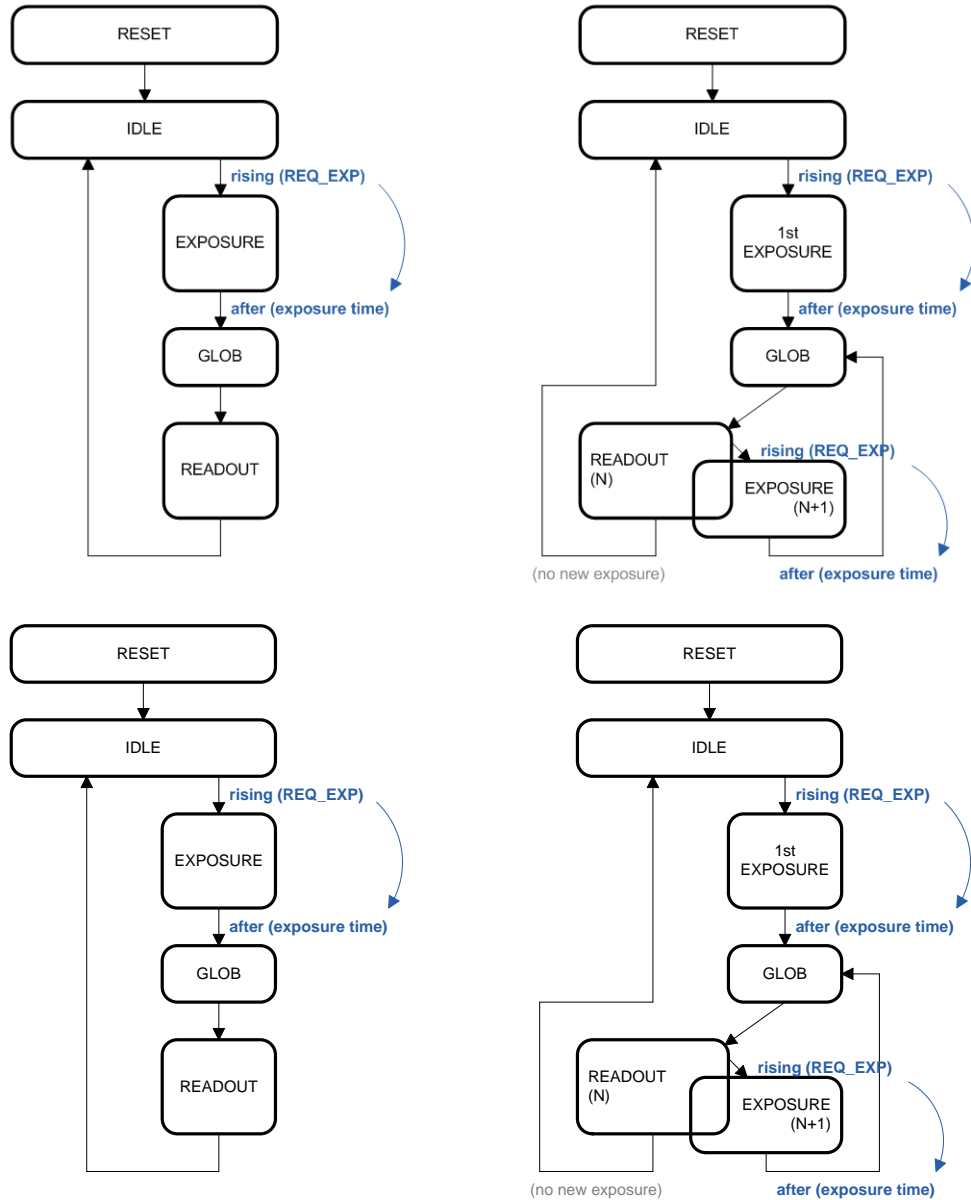 RESET
IDLE
rising (REQ_EXP)
EXPOSURE
after (exposure time)
GLOB
READOUT
RESET
IDLE
rising (REQ_EXP)
1st
EXPOSURE
after (exposure time)
GLOB
rising (REQ_EXP)
READOUT
(N)
EXPOSURE
(N+1)
(no new exposure)
after (exposure time)
RESET
IDLE
rising (REQ_EXP)
EXPOSURE
after (exposure time)
GLOB
READOUT
RESET
IDLE
rising (REQ_EXP)
1st
EXPOSURE
after (exposure time)
GLOB
rising (REQ_EXP)
READOUT
(N)
EXPOSURE
(N+1)
(no new exposure)
after (exposure time)